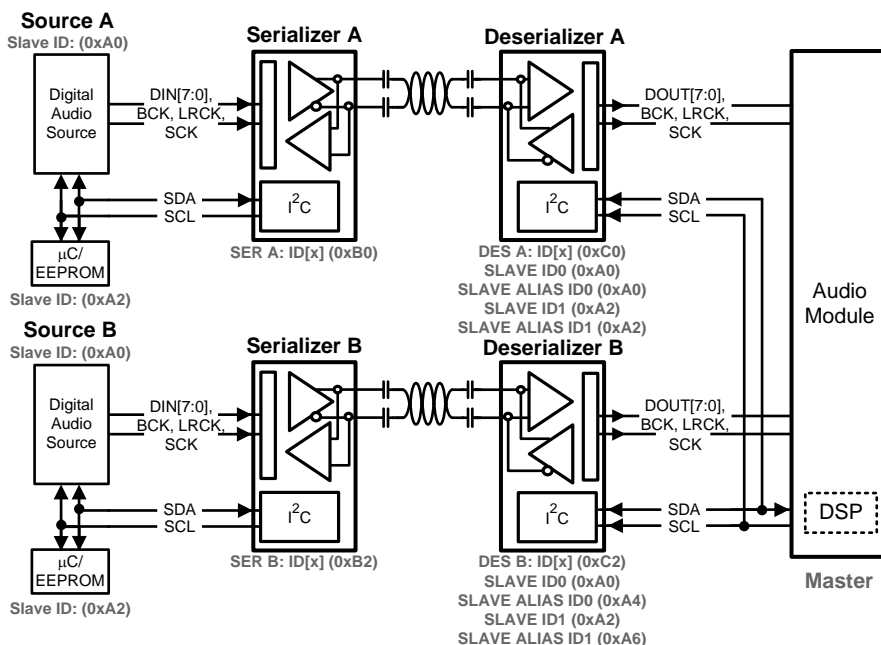 Source A
Slave ID: (0xA0)
Digital
Audio
Source
DIN[7:0],
BCK, LRCK,
SCK
SDA
SCL
µC/
EEPROM
Slave ID: (0xA2)
Serializer A
I²C
SER A: ID[x] (0xB0)
Deserializer A
I²C
DES A: ID[x] (0xC0)
SLAVE ID0 (0xA0)
SLAVE ALIAS ID0 (0xA0)
SLAVE ID1 (0xA2)
SLAVE ALIAS ID1 (0xA2)
DOUT[7:0],
BCK, LRCK,
SCK
SDA
SCL
Source B
Slave ID: (0xA0)
Digital
Audio
Source
DIN[7:0],
BCK, LRCK,
SCK
SDA
SCL
µC/
EEPROM
Slave ID: (0xA2)
Serializer B
I²C
SER B: ID[x] (0xB2)
Deserializer B
I²C
DES B: ID[x] (0xC2)
SLAVE ID0 (0xA0)
SLAVE ALIAS ID0 (0xA4)
SLAVE ID1 (0xA2)
SLAVE ALIAS ID1 (0xA6)
DOUT[7:0],
BCK, LRCK,
SCK
SDA
SCL
Audio
Module
DSP
Master